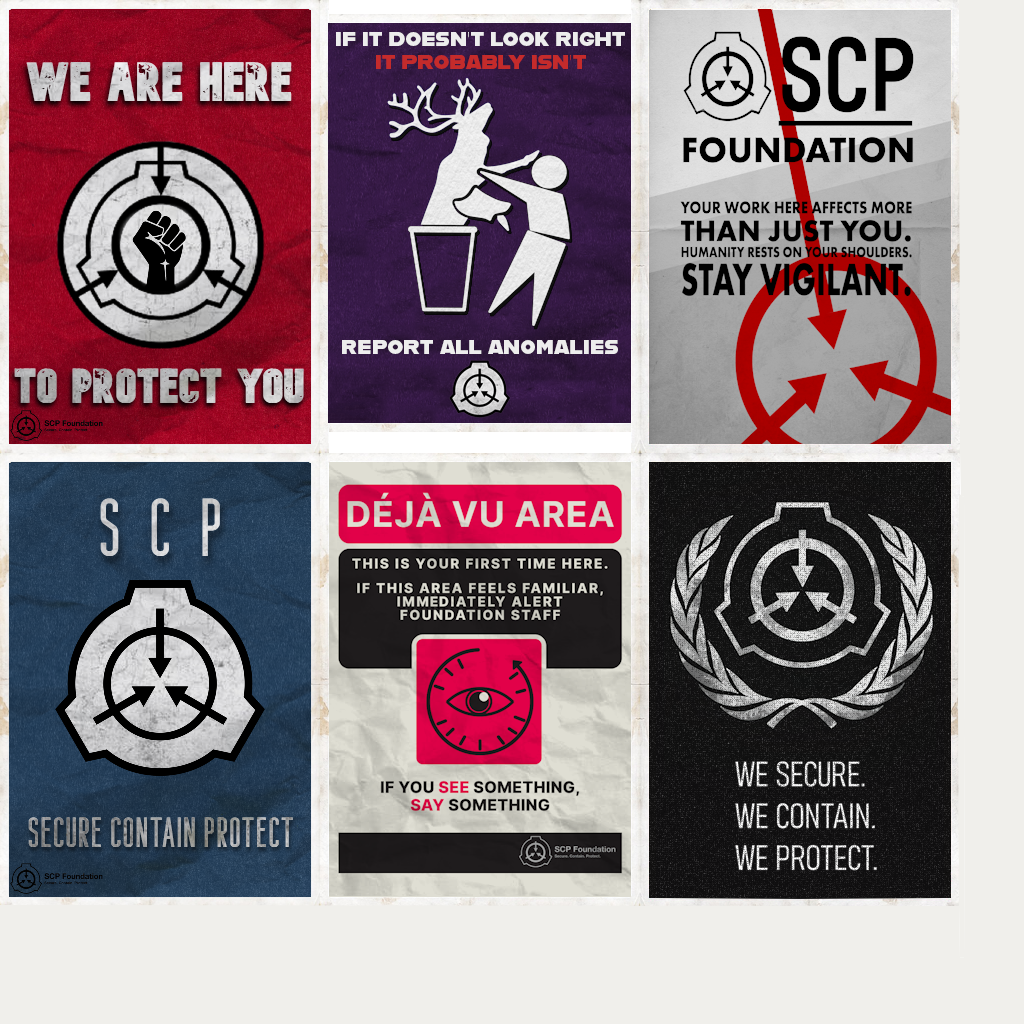 WE ARE HERE
TO PROTECT YOU
SCP Foundation
IF IT DOESN'T LOOK RIGHT
IT PROBABLY ISN'T
REPORT ALL ANOMALIES
SCP
FOUNDATION
YOUR WORK HERE AFFECTS MORE
THAN JUST YOU.
HUMANITY RESTS ON YOUR SHOULDERS.
STAY VIGILANT.
SCP
SECURE CONTAIN PROTECT
SCP Foundation
DÉJÀ VU AREA
THIS IS YOUR FIRST TIME HERE.
IF THIS AREA FEELS FAMILIAR,
IMMEDIATELY ALERT
FOUNDATION STAFF
IF YOU SEE SOMETHING,
SAY SOMETHING
SCP Foundation
Secure. Contain. Protect.
WE SECURE.
WE CONTAIN.
WE PROTECT.